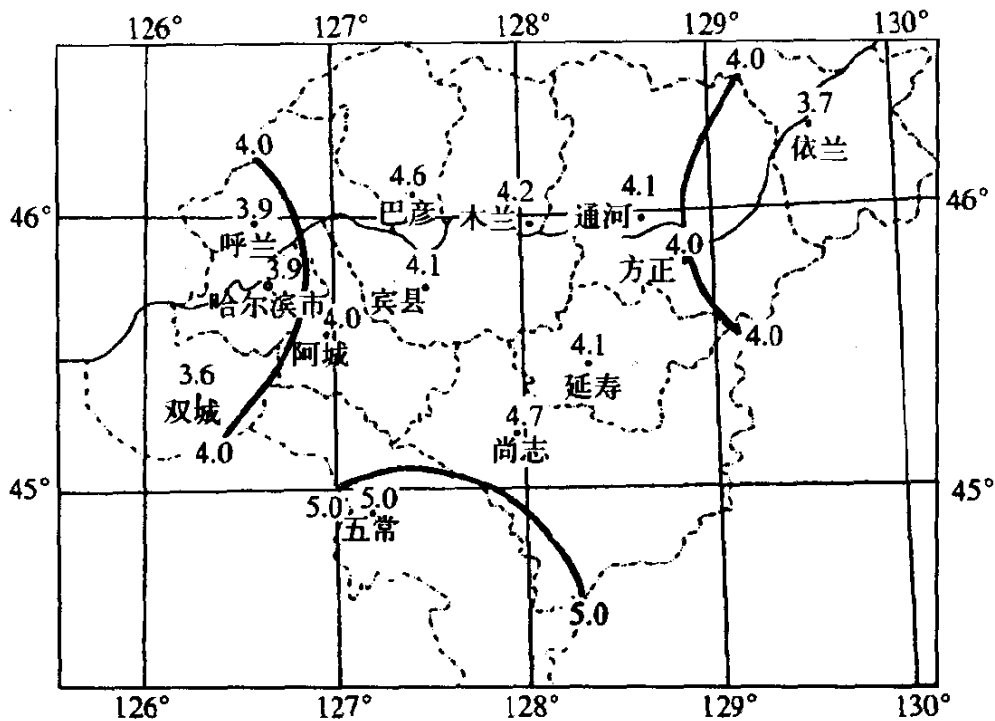 126° 127° 128° 129° 130°
4.0
3.7
依兰
4.0
4.6
4.2
4.1
46° 3.9 巴彦 木兰 通河 46°
呼兰
4.0
3.9 4.1 方正
哈尔滨市 宾县
4.0 4.0
阿城 4.1
3.6 延寿
双城 4.7
4.0 尚志
45° 5.0 5.0 45°
五常
5.0
126° 127° 128° 129° 130°